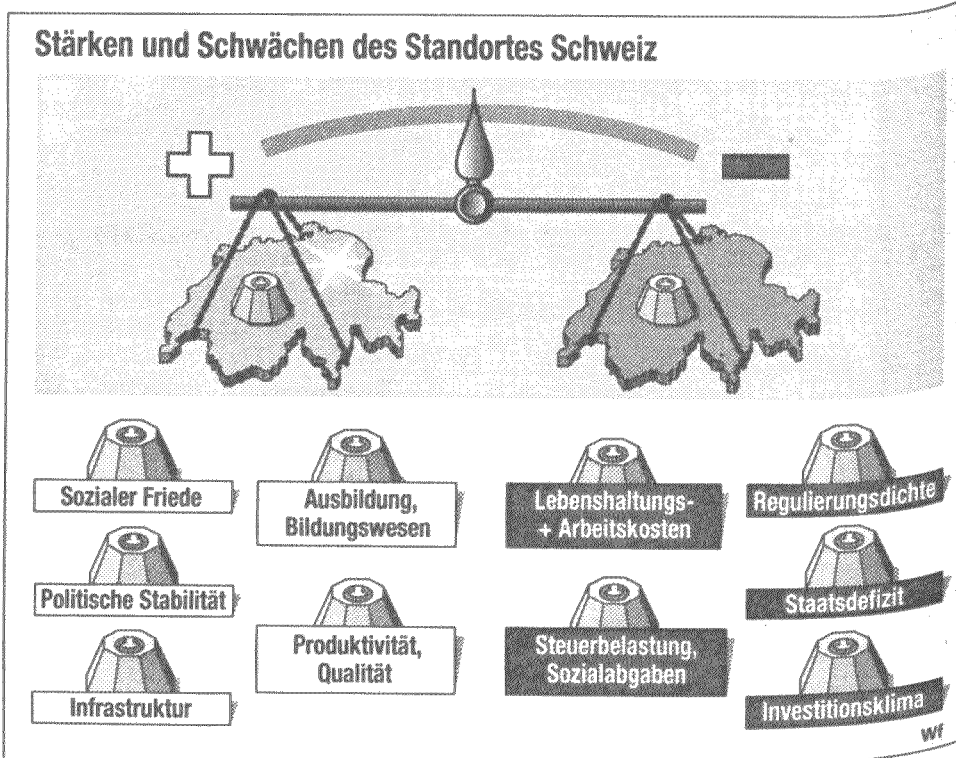 Stärken und Schwächen des Standortes Schweiz
Sozialer Friede
Ausbildung,
Bildungswesen
Lebenshaltungs-
+ Arbeitskosten
Regulierungsdichte
Politische Stabilität
Produktivität,
Qualität
Steuerbelastung,
Sozialabgaben
Staatsdefizit
Infrastruktur
Investitionsklima
wf